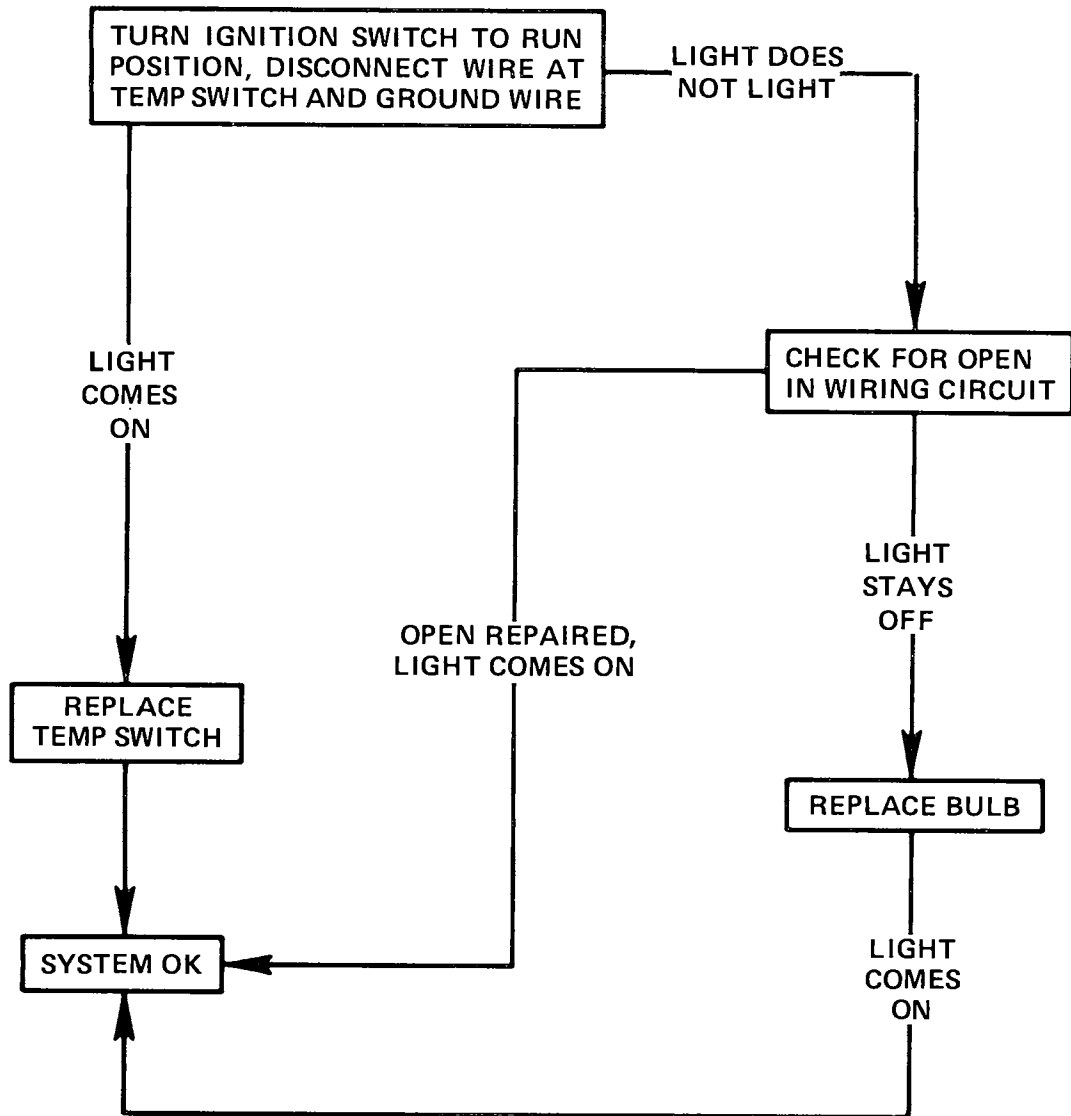 TURN IGNITION SWITCH TO RUN
POSITION, DISCONNECT WIRE AT
TEMP SWITCH AND GROUND WIRE
LIGHT DOES
NOT LIGHT
LIGHT
COMES
ON
CHECK FOR OPEN
IN WIRING CIRCUIT
LIGHT
STAYS
OFF
OPEN REPAIRED,
LIGHT COMES ON
REPLACE
TEMP SWITCH
REPLACE BULB
SYSTEM OK
LIGHT
COMES
ON